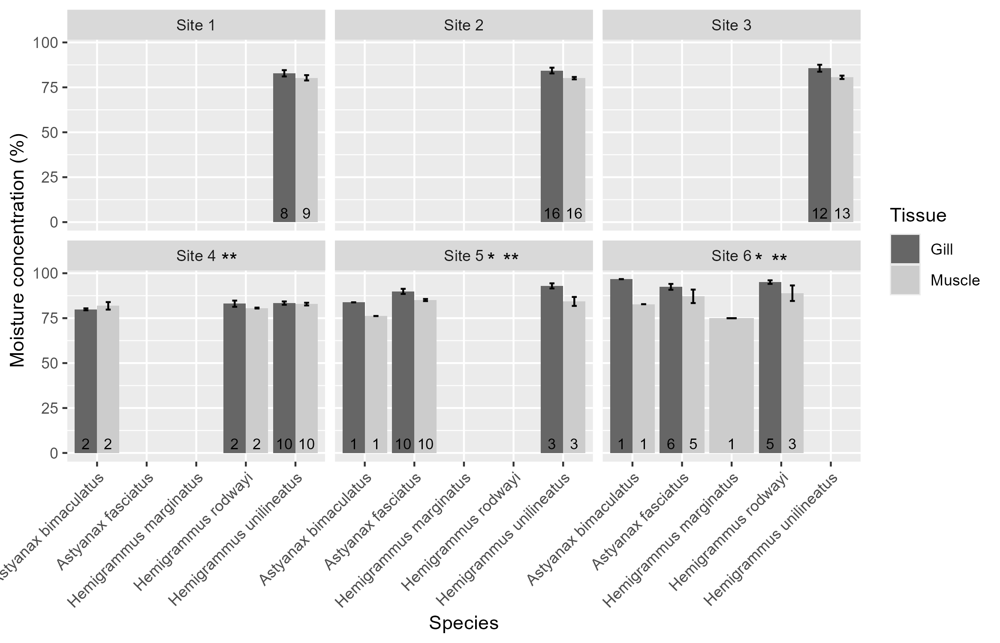 Site 1 Site 2 Site 3
100
75
50
25
0
8 9 16 16 12 13
Site 4 ** Site 5 * ** Site 6 * **
100
75
50
25
0
2 2 2 2 10 10 1 1 10 10 3 3 1 1 6 5 1 5 3
Moisture concentration (%)
styanax bimaculatus
Astyanax fasciatus
Hemigrammus marginatus
Hemigrammus rodwayi
Hemigrammus unilineatus
Astyanax bimaculatus
Astyanax fasciatus
Hemigrammus marginatus
Hemigrammus rodwayi
Hemigrammus unilineatus
Astyanax bimaculatus
Astyanax fasciatus
Hemigrammus marginatus
Hemigrammus rodwayi
Hemigrammus unilineatus
Species
Tissue
Gill
Muscle